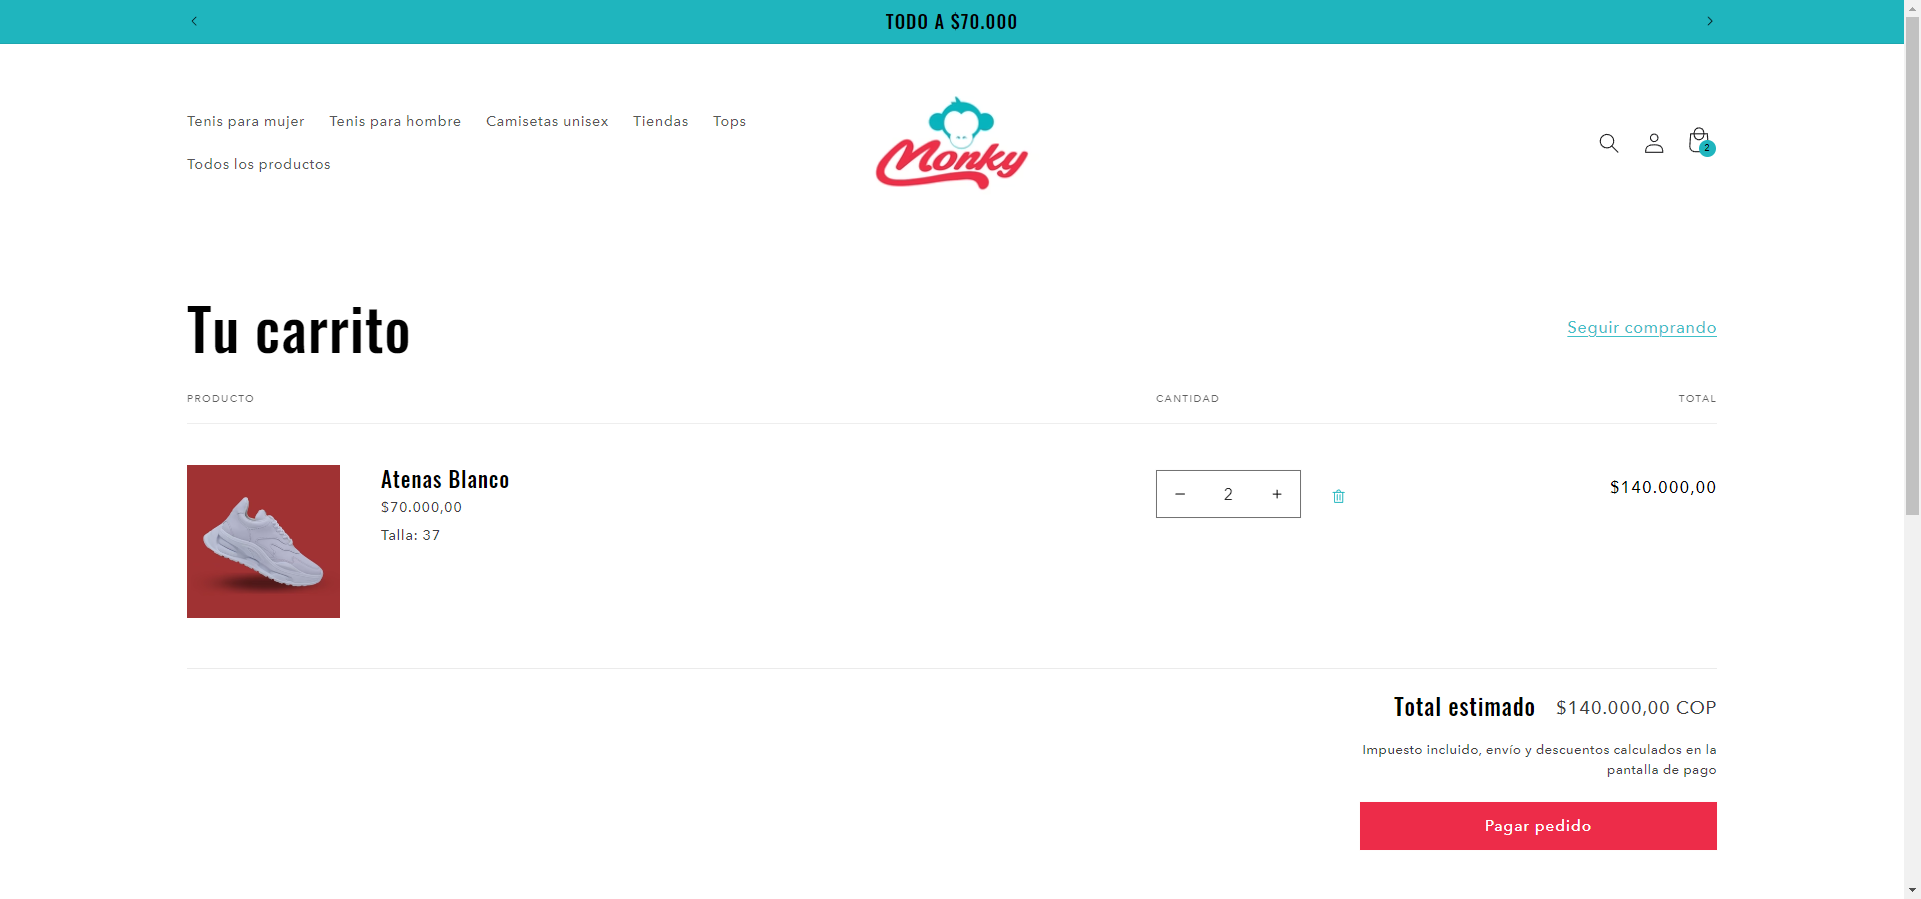 TODO A $70.000
Tenis para mujer Tenis para hombre Camisetas unisex Tiendas Tops
Todos los productos
Monky
2
Tu carrito
Seguir comprando
PRODUCTO CANTIDAD TOTAL
Atenas Blanco
$70.000,00
Talla: 37
− 2 +
$140.000,00
Total estimado $140.000,00 COP
Impuesto incluido, envío y descuentos calculados en la
pantalla de pago
Pagar pedido